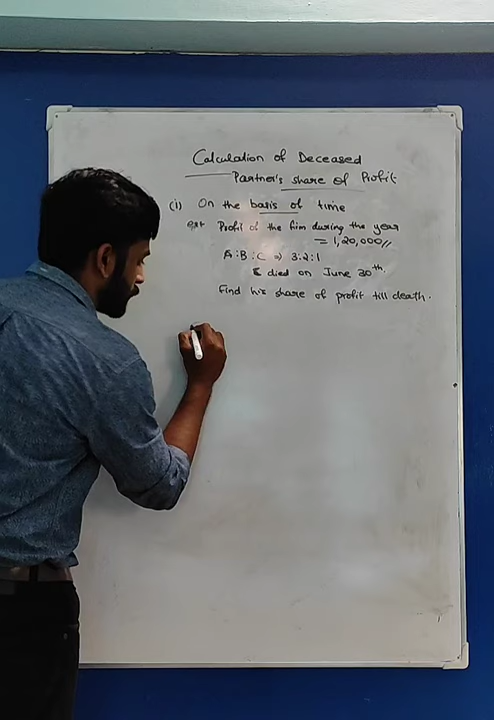 Calculation of Deceased
Partner's share of Profit
(i) On the basis of time
eg: Profit of the firm during the year
= 1,20,000//
A:B:C ⇒ 3:2:1
C died on June 30th.
Find his share of profit till death.